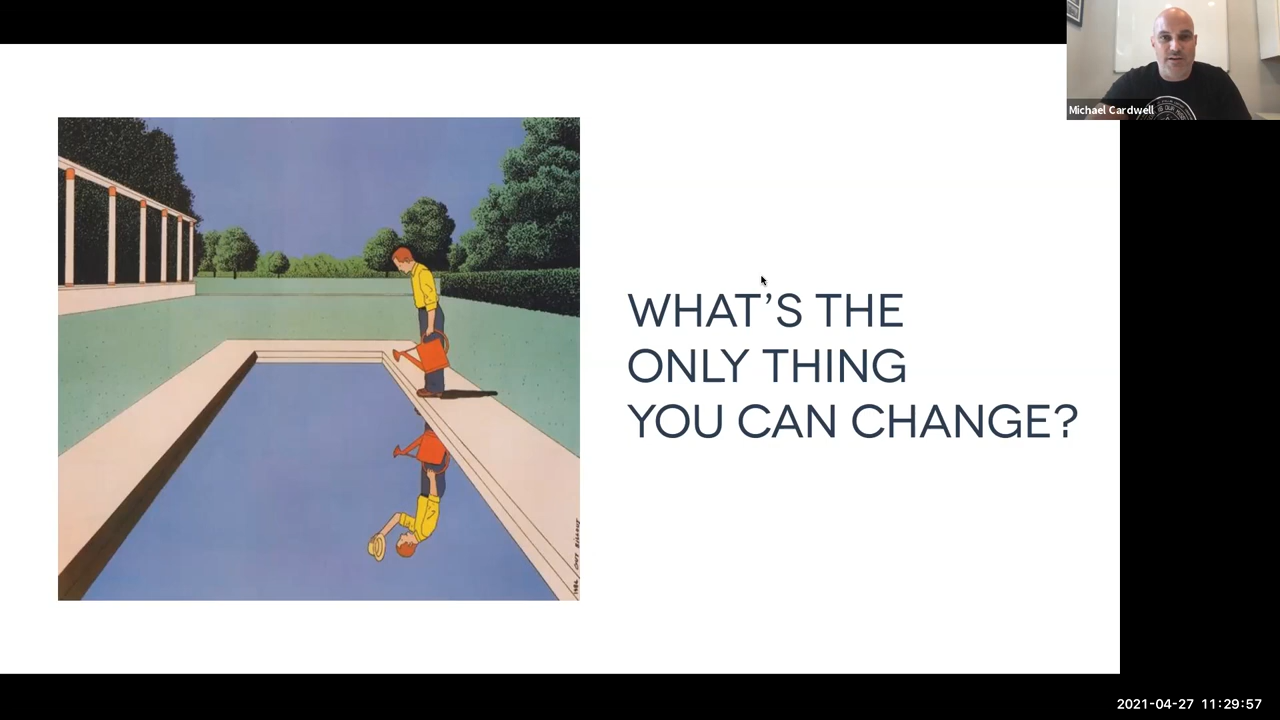 Michael Cardwell
WHAT’S THE
ONLY THING
YOU CAN CHANGE?
2021-04-27 11:29:57